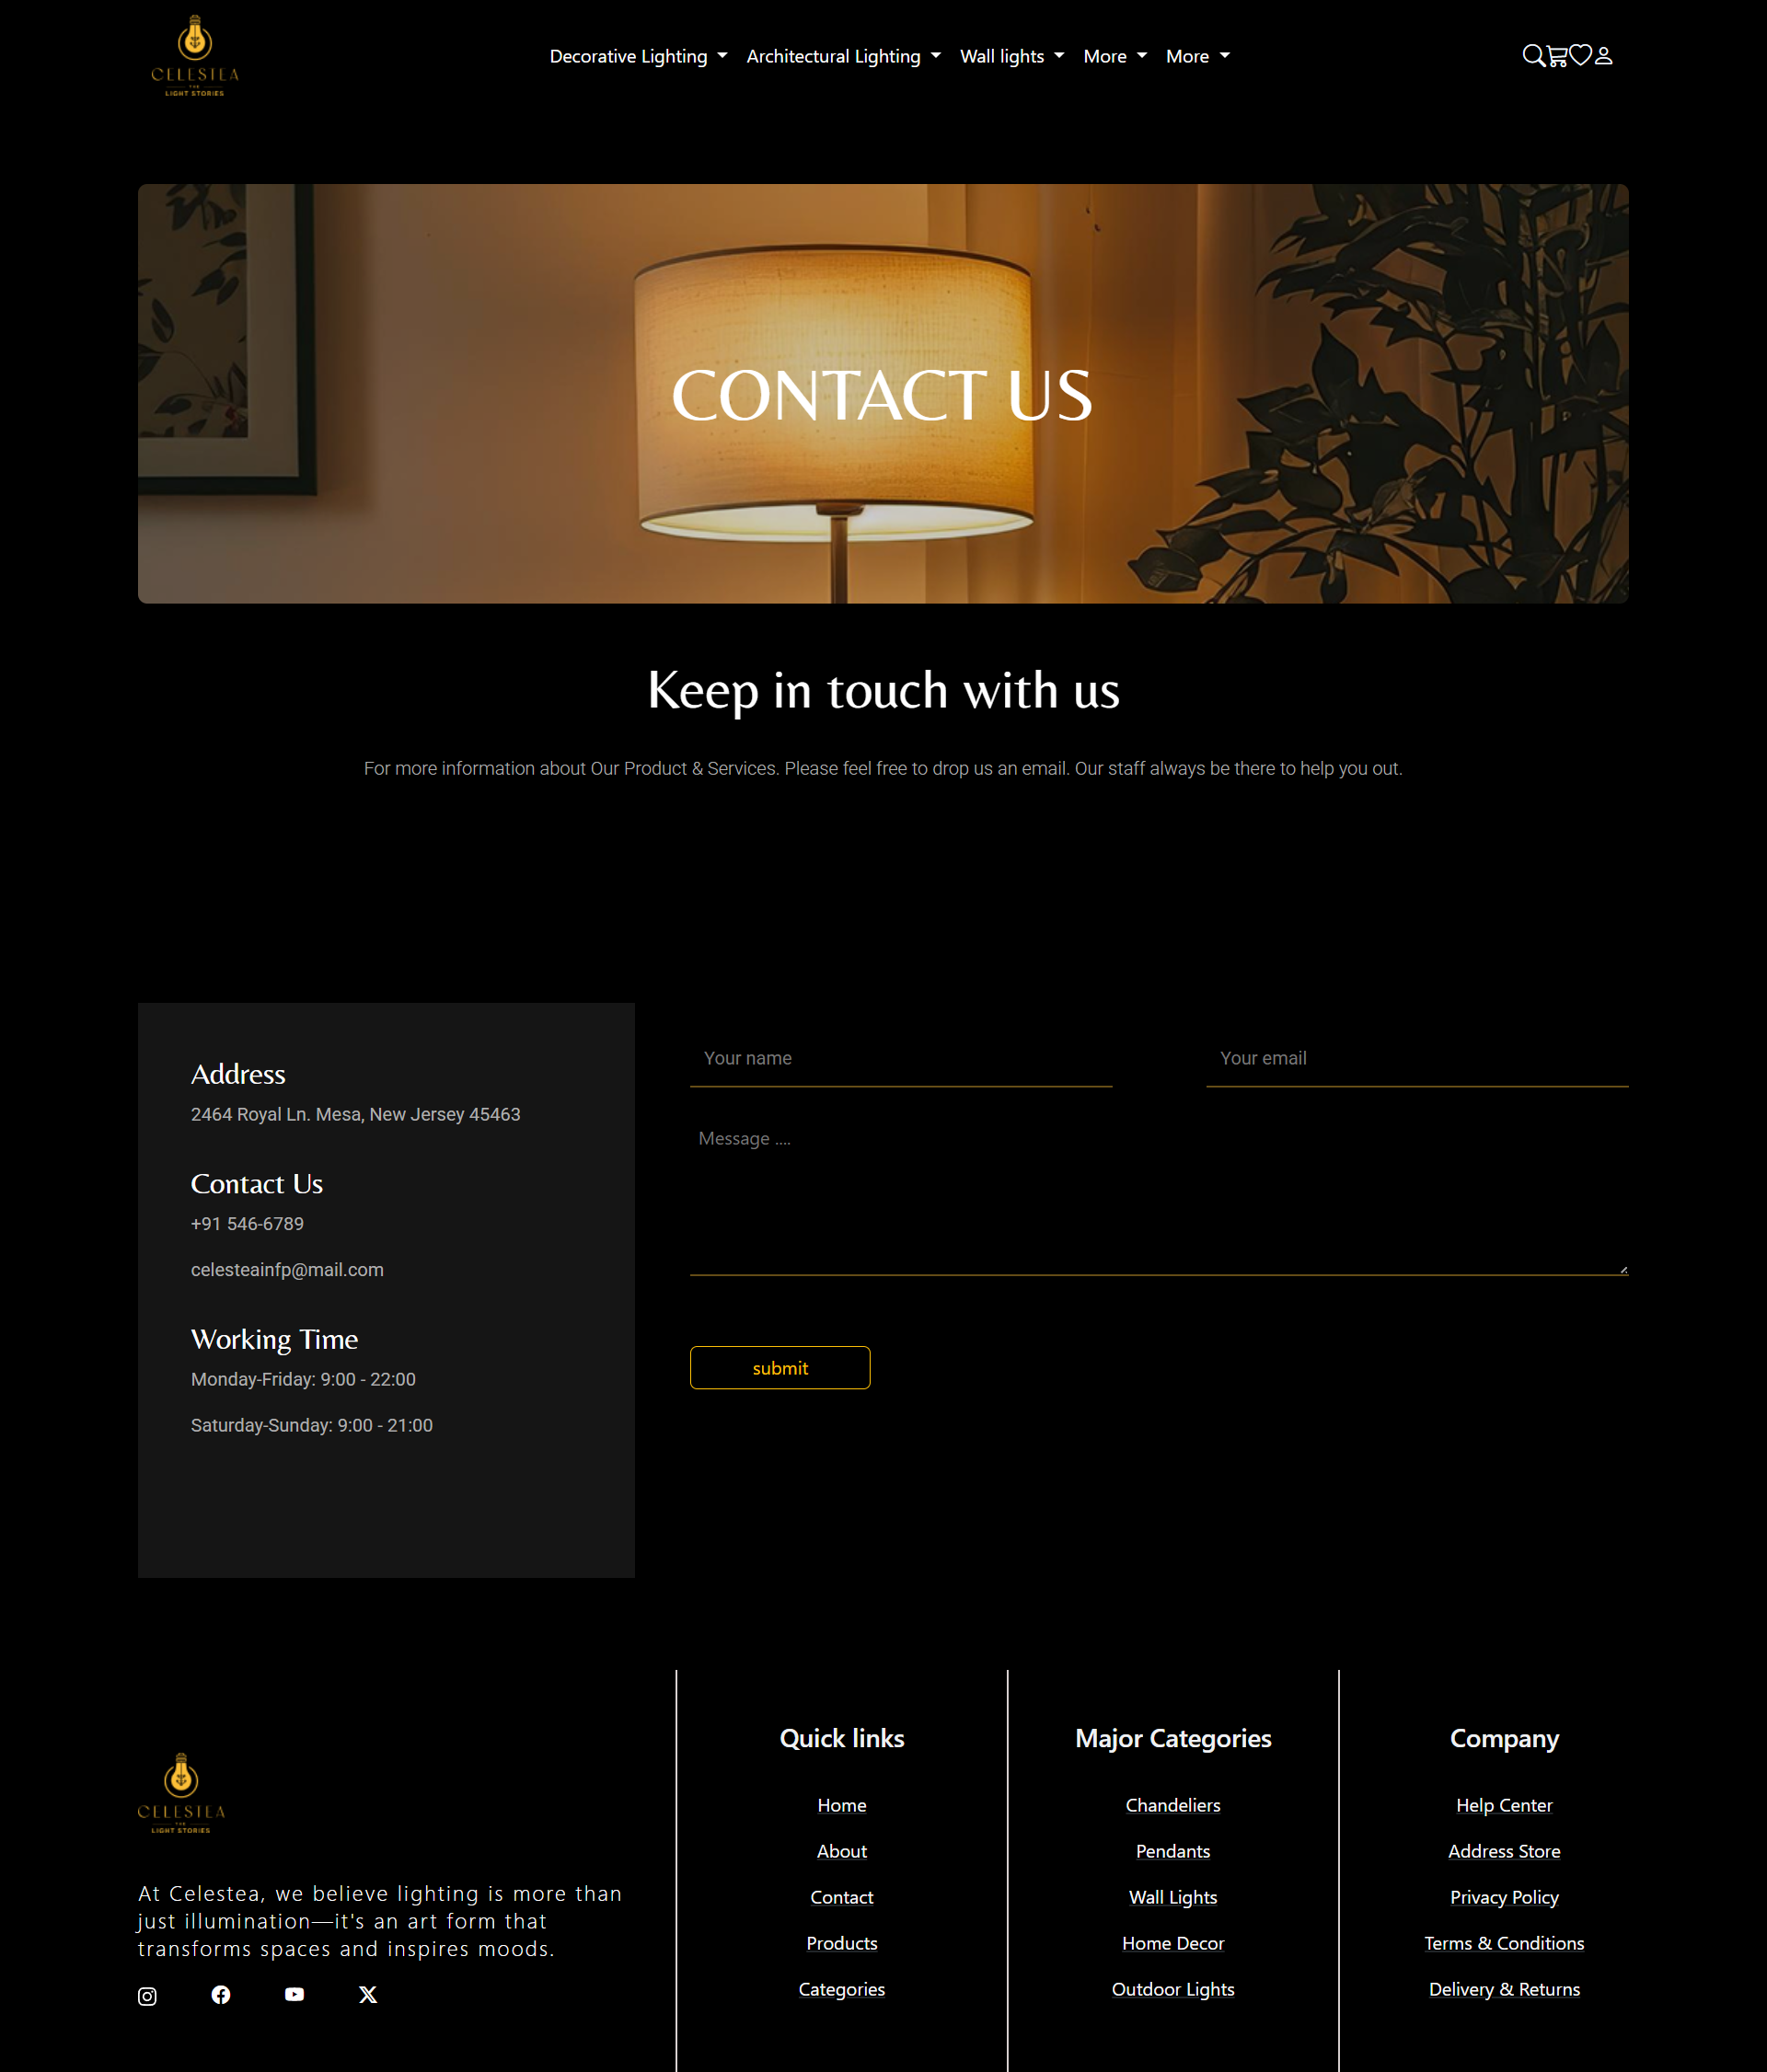 CELESTEA
THE
LIGHT STORIES
Decorative Lighting Architectural Lighting Wall lights More More
CONTACT US
Keep in touch with us
For more information about Our Product & Services. Please feel free to drop us an email. Our staff always be there to help you out.
Address
2464 Royal Ln. Mesa, New Jersey 45463
Contact Us
+91 546-6789
celesteainfp@mail.com
Working Time
Monday-Friday: 9:00 - 22:00
Saturday-Sunday: 9:00 - 21:00
Your name
Your email
Message ....
submit
CELESTEA
THE
LIGHT STORIES
At Celestea, we believe lighting is more than
just illumination—it's an art form that
transforms spaces and inspires moods.
Quick links
Home
About
Contact
Products
Categories
Major Categories
Chandeliers
Pendants
Wall Lights
Home Decor
Outdoor Lights
Company
Help Center
Address Store
Privacy Policy
Terms & Conditions
Delivery & Returns